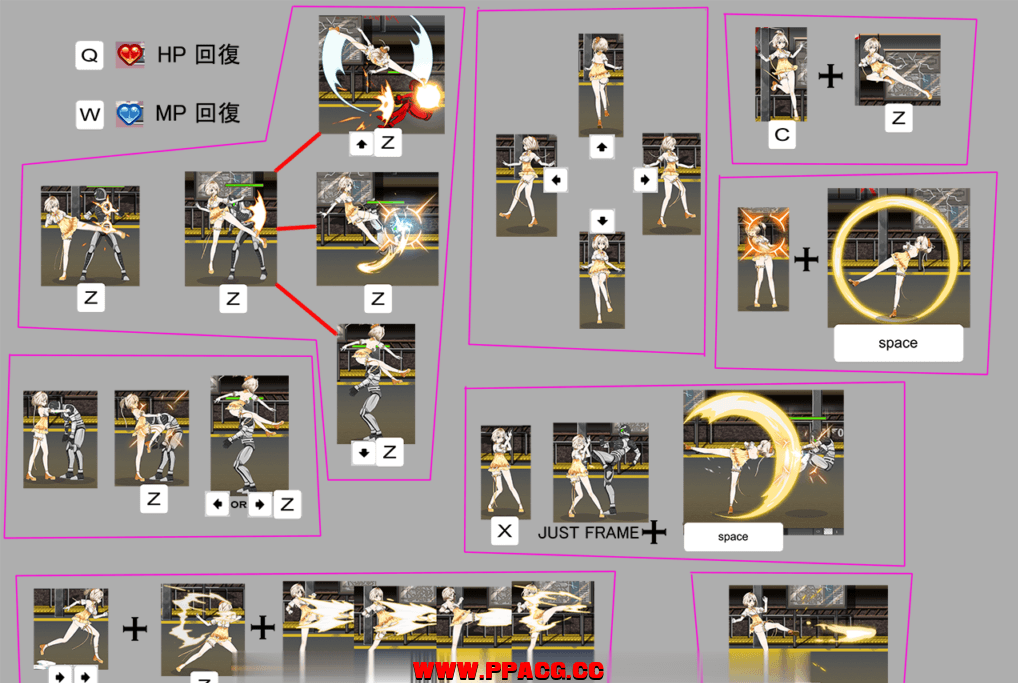 Q HP 回復
W MP 回復
Z
Z
Z
Z
Z
C
Z
space
Z
OR Z
X JUST FRAME space
Z
WWW.PPACG.CC